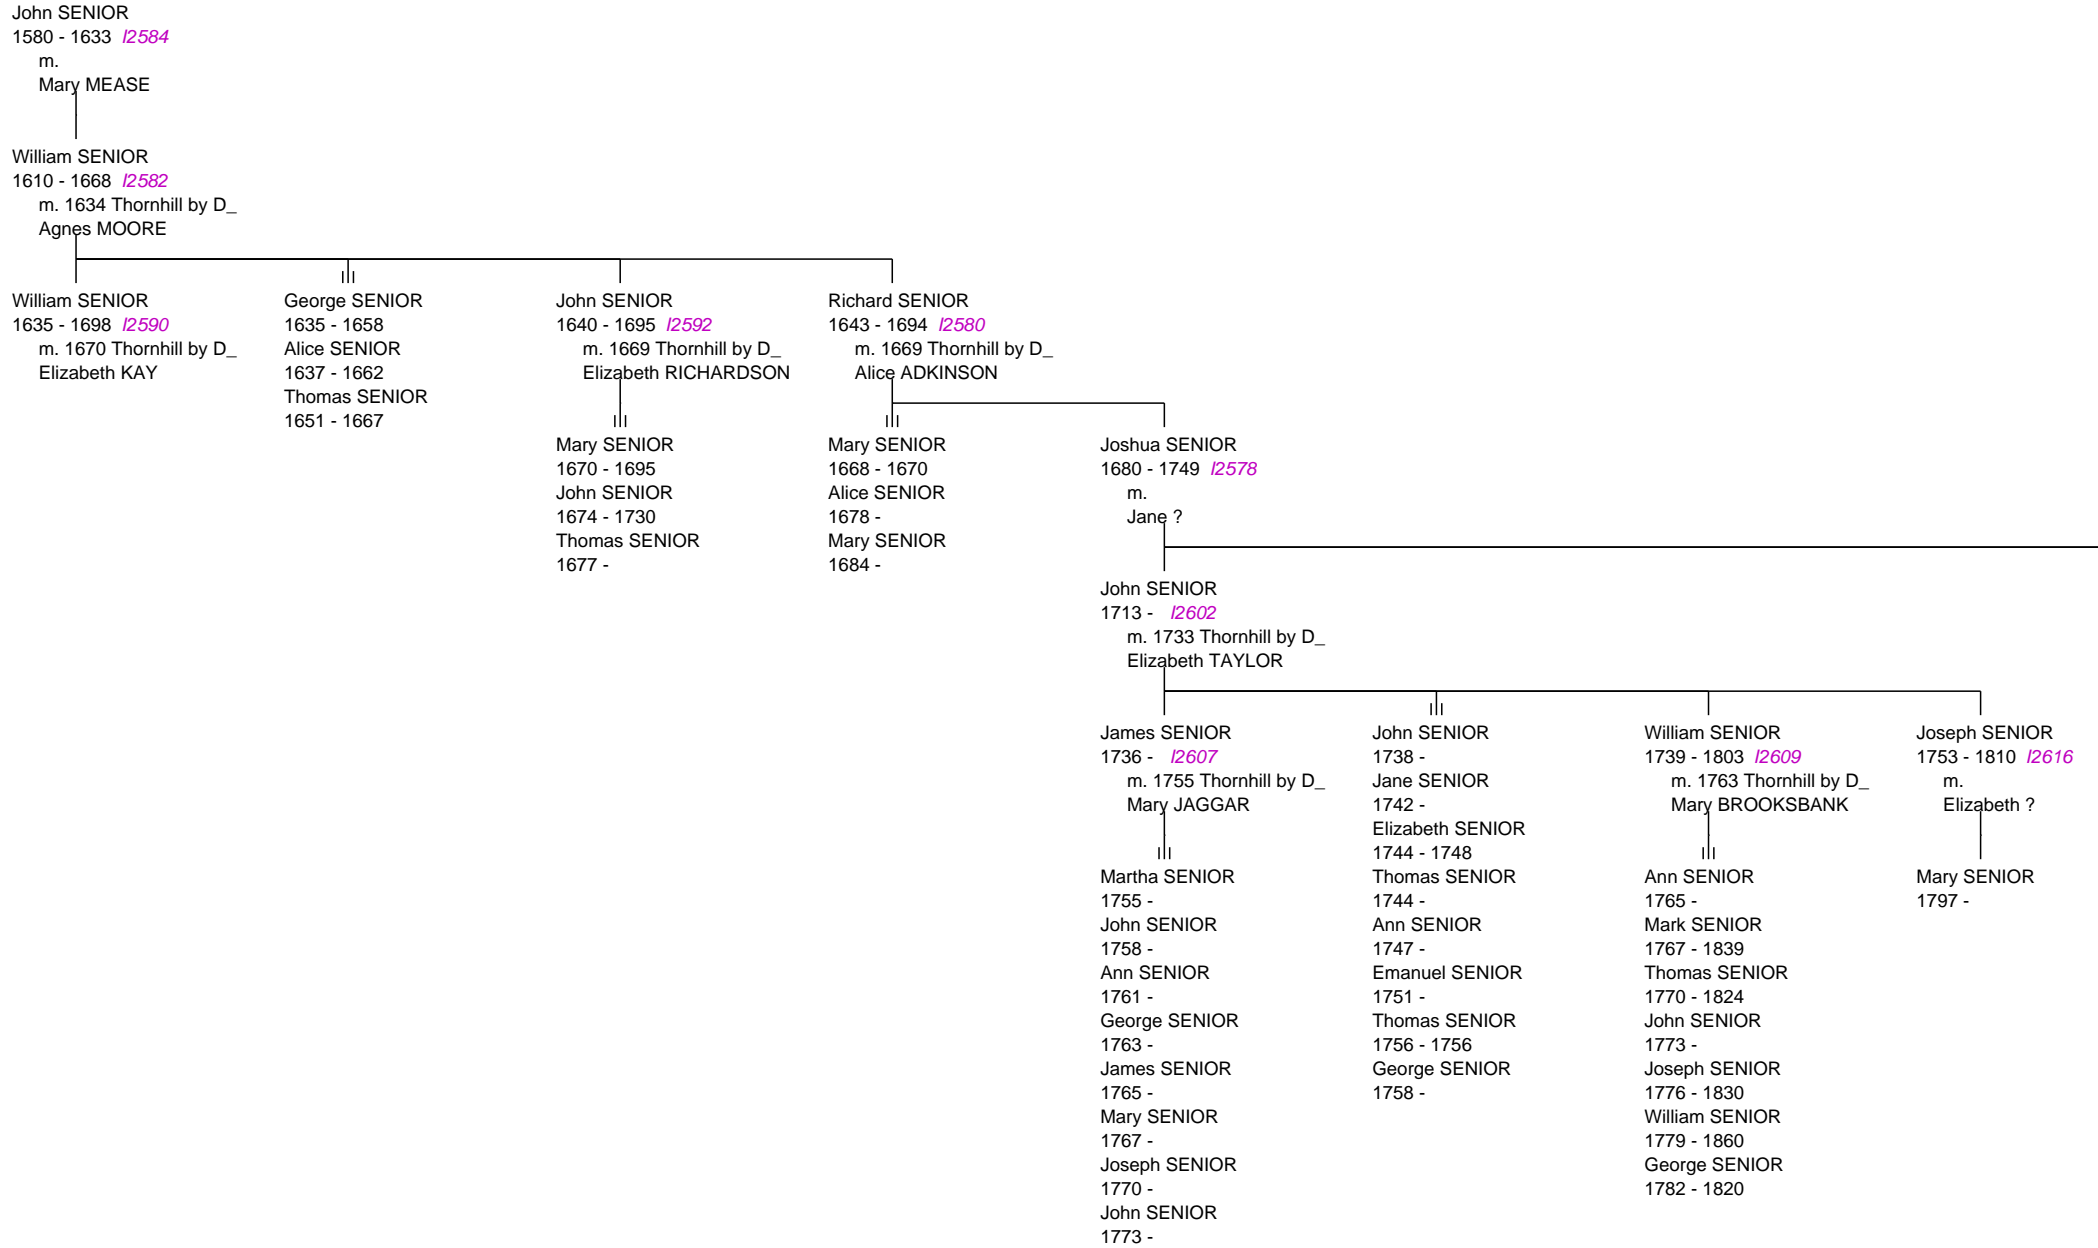 John SENIOR
1580 - 1633 I2584
m.
Mary MEASE
William SENIOR
1610 - 1668 I2582
m. 1634 Thornhill by D_
Agnes MOORE
William SENIOR
1635 - 1698 I2590
m. 1670 Thornhill by D_
Elizabeth KAY
George SENIOR
1635 - 1658
Alice SENIOR
1637 - 1662
Thomas SENIOR
1651 - 1667
John SENIOR
1640 - 1695 I2592
m. 1669 Thornhill by D_
Elizabeth RICHARDSON
Mary SENIOR
1670 - 1695
John SENIOR
1674 - 1730
Thomas SENIOR
1677 -
Richard SENIOR
1643 - 1694 I2580
m. 1669 Thornhill by D_
Alice ADKINSON
Mary SENIOR
1668 - 1670
Alice SENIOR
1678 -
Mary SENIOR
1684 -
Joshua SENIOR
1680 - 1749 I2578
m.
Jane ?
John SENIOR
1713 - I2602
m. 1733 Thornhill by D_
Elizabeth TAYLOR
James SENIOR
1736 - I2607
m. 1755 Thornhill by D_
Mary JAGGAR
Martha SENIOR
1755 -
John SENIOR
1758 -
Ann SENIOR
1761 -
George SENIOR
1763 -
James SENIOR
1765 -
Mary SENIOR
1767 -
Joseph SENIOR
1770 -
John SENIOR
1773 -
John SENIOR
1738 -
Jane SENIOR
1742 -
Elizabeth SENIOR
1744 - 1748
Thomas SENIOR
1744 -
Ann SENIOR
1747 -
Emanuel SENIOR
1751 -
Thomas SENIOR
1756 - 1756
George SENIOR
1758 -
William SENIOR
1739 - 1803 I2609
m. 1763 Thornhill by D_
Mary BROOKSBANK
Ann SENIOR
1765 -
Mark SENIOR
1767 - 1839
Thomas SENIOR
1770 - 1824
John SENIOR
1773 -
Joseph SENIOR
1776 - 1830
William SENIOR
1779 - 1860
George SENIOR
1782 - 1820
Joseph SENIOR
1753 - 1810 I2616
m.
Elizabeth ?
Mary SENIOR
1797 -